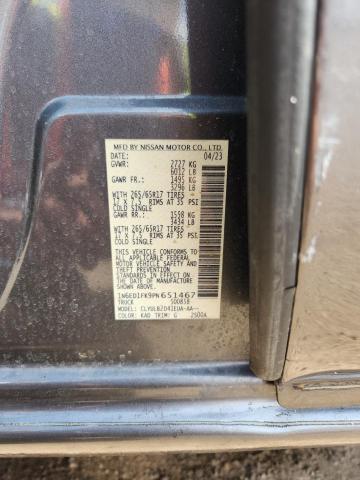 MFD BY NISSAN MOTOR CO., LTD.
DATE: 04/23
GVWR: 2727 KG
6012 LB
GAWR FR: 1495 KG
3296 LB
WITH 265/65R17 TIRES
17 X 7.5 RIMS AT 35 PSI
COLD SINGLE
GAWR RR: 1558 KG
3434 LB
WITH 265/65R17 TIRES
17 X 7.5 RIMS AT 35 PSI
COLD SINGLE
THIS VEHICLE CONFORMS TO
ALL APPLICABLE FEDERAL
MOTOR VEHICLE SAFETY AND
THEFT PREVENTION
STANDARDS IN EFFECT ON THE
DATE OF MANUFACTURE
SHOWN ABOVE.
1N6ED1FK9PN651467
TRUCK 500858
MODEL:
COLOR: KAD TRIM: G 2500A